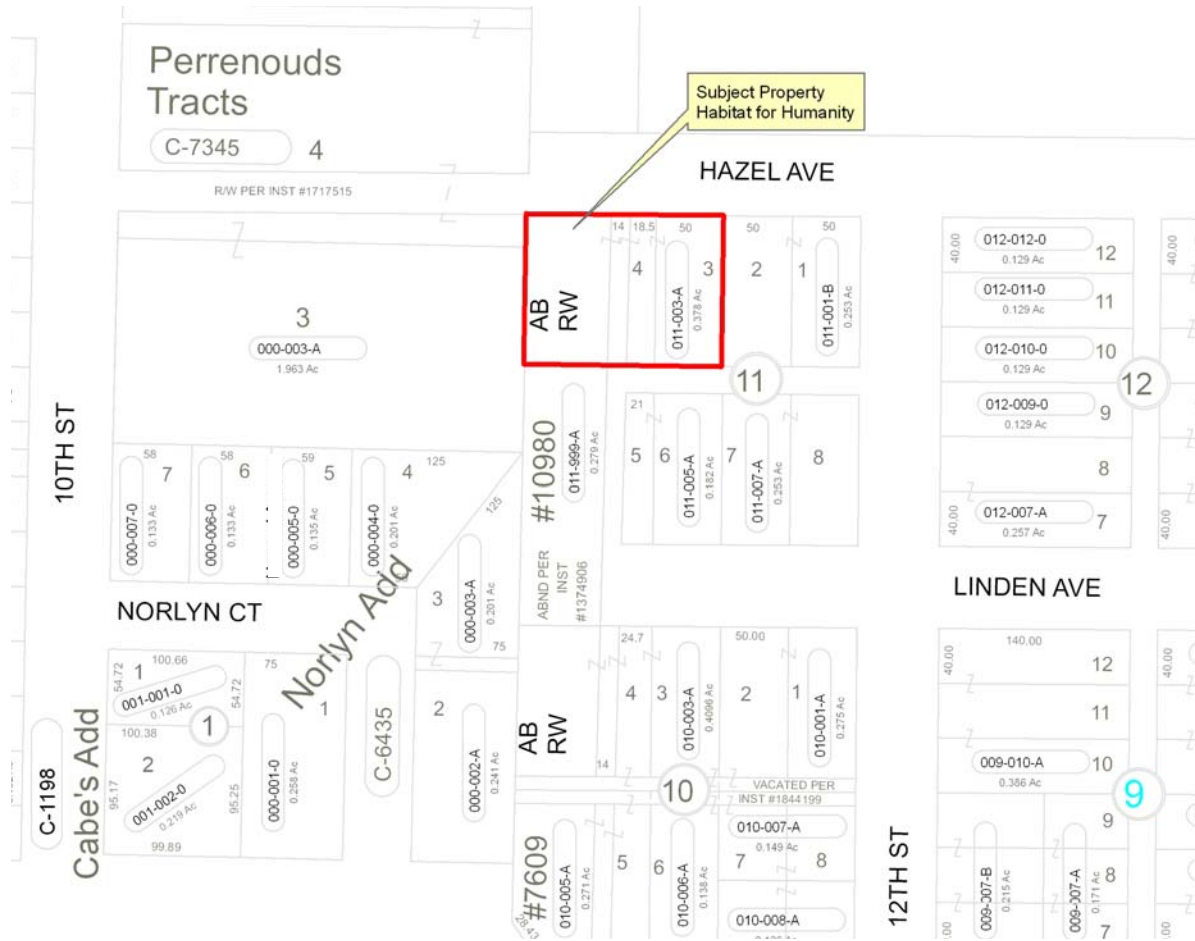 Perrenouds
Tracts
C-7345
4
R/W PER INST #1717515
Subject Property
Habitat for Humanity
HAZEL AVE
3
000-003-A
1.963 Ac
10TH ST
AB
RW
14
18.5
50
50
50
4
011-003-A
0.378 Ac
3
2
1
011-001-B
0.253 Ac
11
#10980
011-999-A
0.279 Ac
21
5
6
011-005-A
0.182 Ac
7
011-007-A
0.253 Ac
8
40.00
012-012-0
0.129 Ac
12
40.00
012-011-0
0.129 Ac
11
012-010-0
0.129 Ac
10
12
012-009-0
0.129 Ac
9
8
40.00
012-007-A
0.257 Ac
7
40.00
58
7
000-007-0
0.133 Ac
58
6
000-006-0
0.133 Ac
59
5
000-005-0
0.135 Ac
4
125
000-004-0
0.201 Ac
125
3
000-003-A
0.201 Ac
75
ABND PER
INST
#1374906
NORLYN CT
Norlyn Add
LINDEN AVE
C-1198
Cabe's Add
1
100.66
54.72
001-001-0
0.126 Ac
54.72
1
100.38
2
95.17
001-002-0
0.219 Ac
95.25
99.89
75
1
000-001-0
0.258 Ac
C-6435
2
000-002-A
0.241 Ac
AB
RW
24.7
14
4
3
010-003-A
0.4096 Ac
50.00
2
1
010-001-A
0.275 Ac
10
VACATED PER
INST #1844199
#7609
010-005-A
0.271 Ac
5
6
010-006-A
0.138 Ac
010-007-A
0.149 Ac
7
8
010-008-A
12TH ST
140.00
40.00
12
40.00
11
009-010-A
0.386 Ac
10
9
9
009-007-B
0.215 Ac
009-007-A
0.171 Ac
8
7